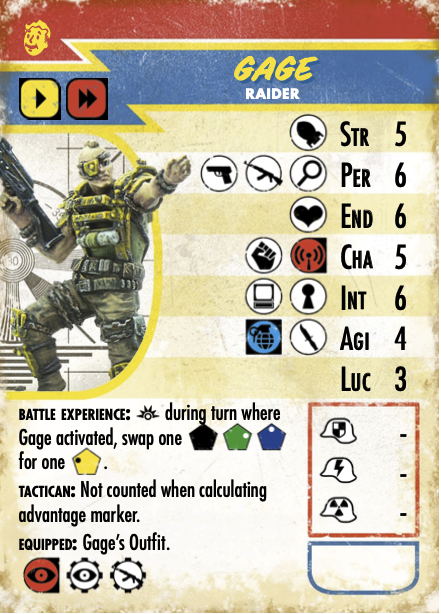 GAGE
RAIDER
STR 5
PER 6
END 6
CHA 5
INT 6
AGI 4
LUC 3
BATTLE EXPERIENCE: during turn where
Gage activated, swap one
for one .
TACTICAN: Not counted when calculating
advantage marker.
EQUIPPED: Gage's Outfit.
-
-
-